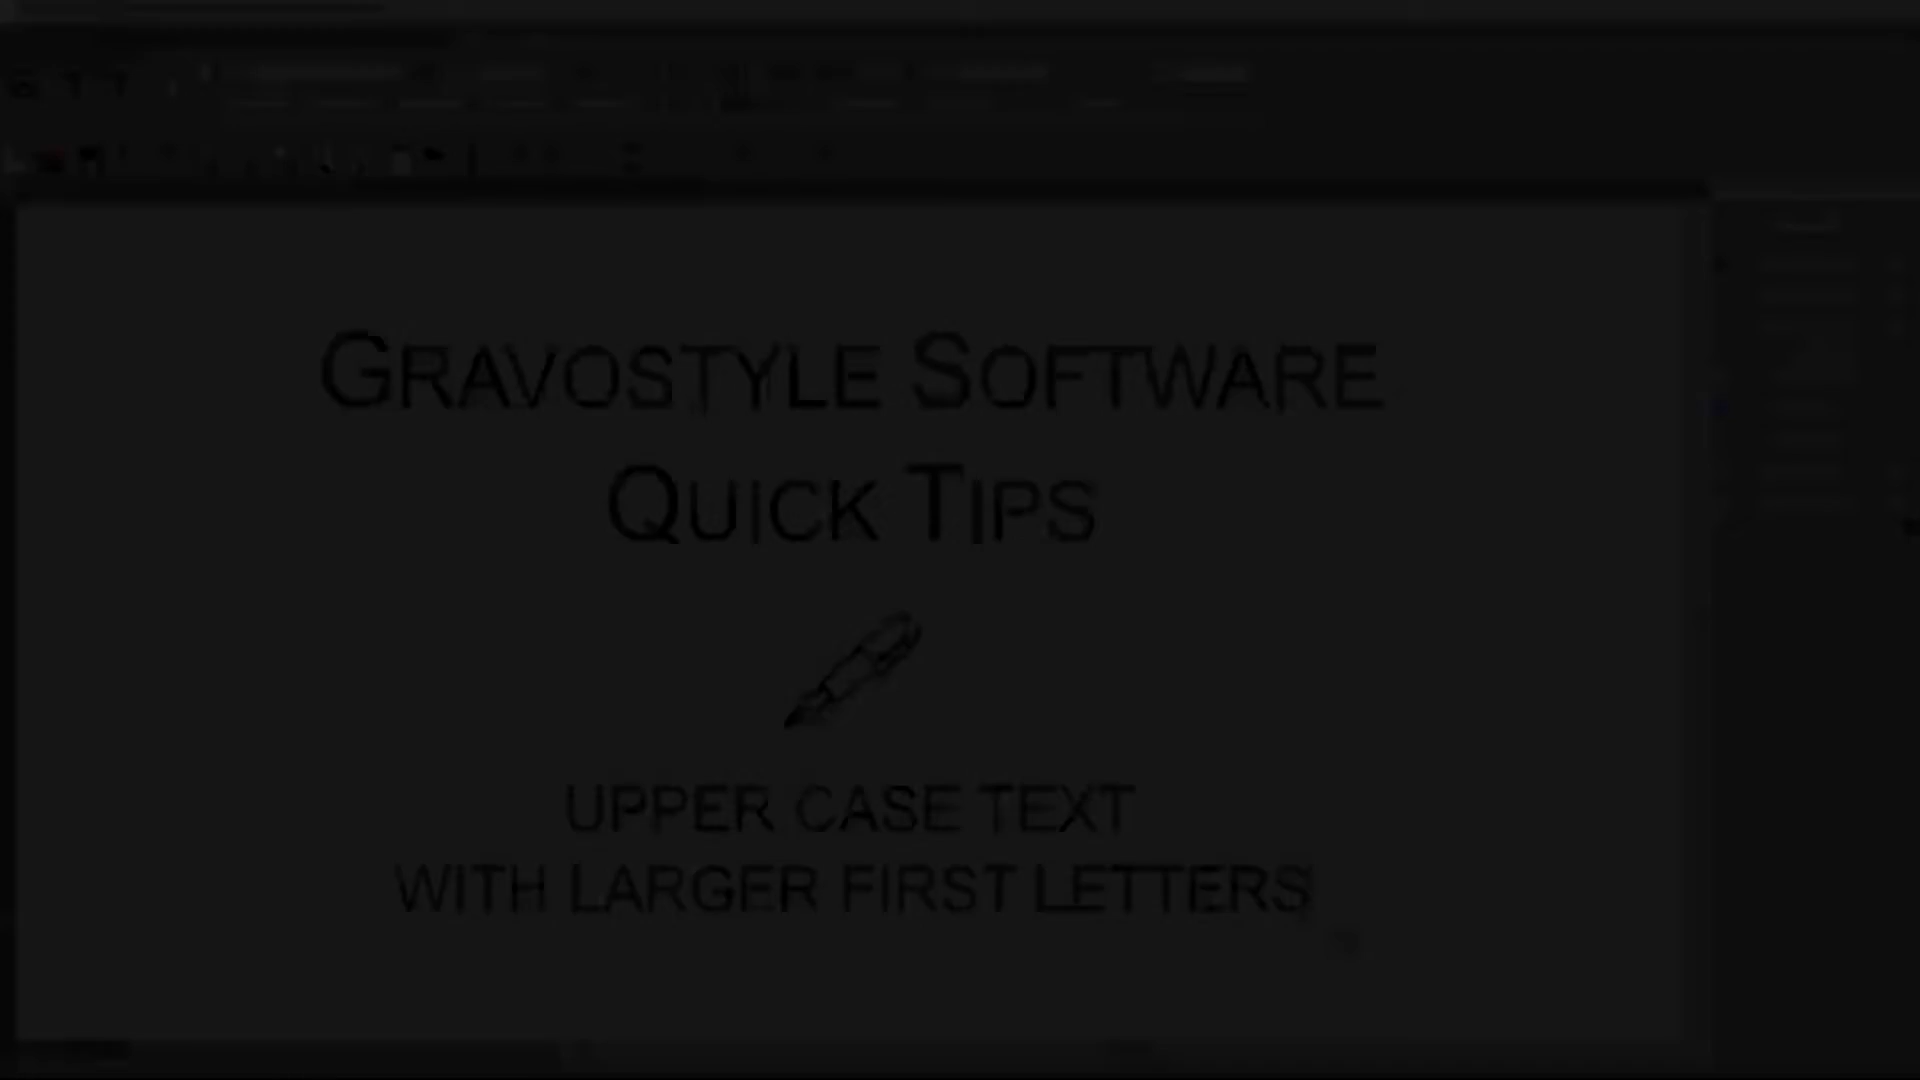 GRAVOSTYLE SOFTWARE
QUICK TIPS
UPPER CASE TEXT
WITH LARGER FIRST LETTERS